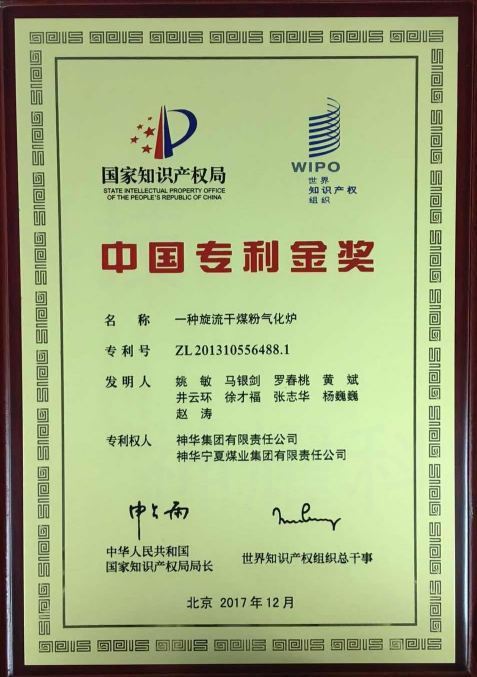 国家知识产权局
STATE INTELLECTUAL PROPERTY OFFICE
OF THE PEOPLE'S REPUBLIC OF CHINA
WIPO
世界
知识产权
组织
中国专利金奖
名 称 一种旋流干煤粉气化炉
专利号 ZL201310556488.1
发明人 姚 敏 马银剑 罗春桃 黄 斌
井云环 徐才福 张志华 杨巍巍
赵 涛
专利权人 神华集团有限责任公司
神华宁夏煤业集团有限责任公司
申长雨
中华人民共和国
国家知识产权局局长
世界知识产权组织总干事
北京 2017年12月